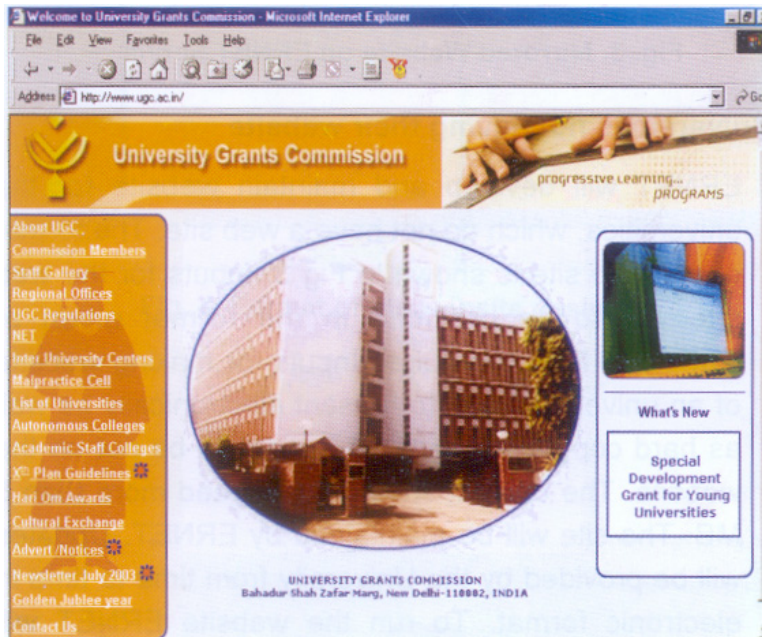 Welcome to University Grants Commission - Microsoft Internet Explorer
File Edit View Favorites Tools Help
Address http://www.ugc.ac.in/ Go
University Grants Commission
progressive learning...
PROGRAMS
About UGC
Commission Members
Staff Gallery
Regional Offices
UGC Regulations
NET
Inter University Centers
Malpractice Cell
List of Universities
Autonomous Colleges
Academic Staff Colleges
Xth Plan Guidelines
Hari Om Awards
Cultural Exchange
Advert /Notices
Newsletter July 2003
Golden Jublee year
Contact Us
What's New
Special
Development
Grant for Young
Universities
UNIVERSITY GRANTS COMMISSION
Bahadur Shah Zafar Marg, New Delhi-110002, INDIA